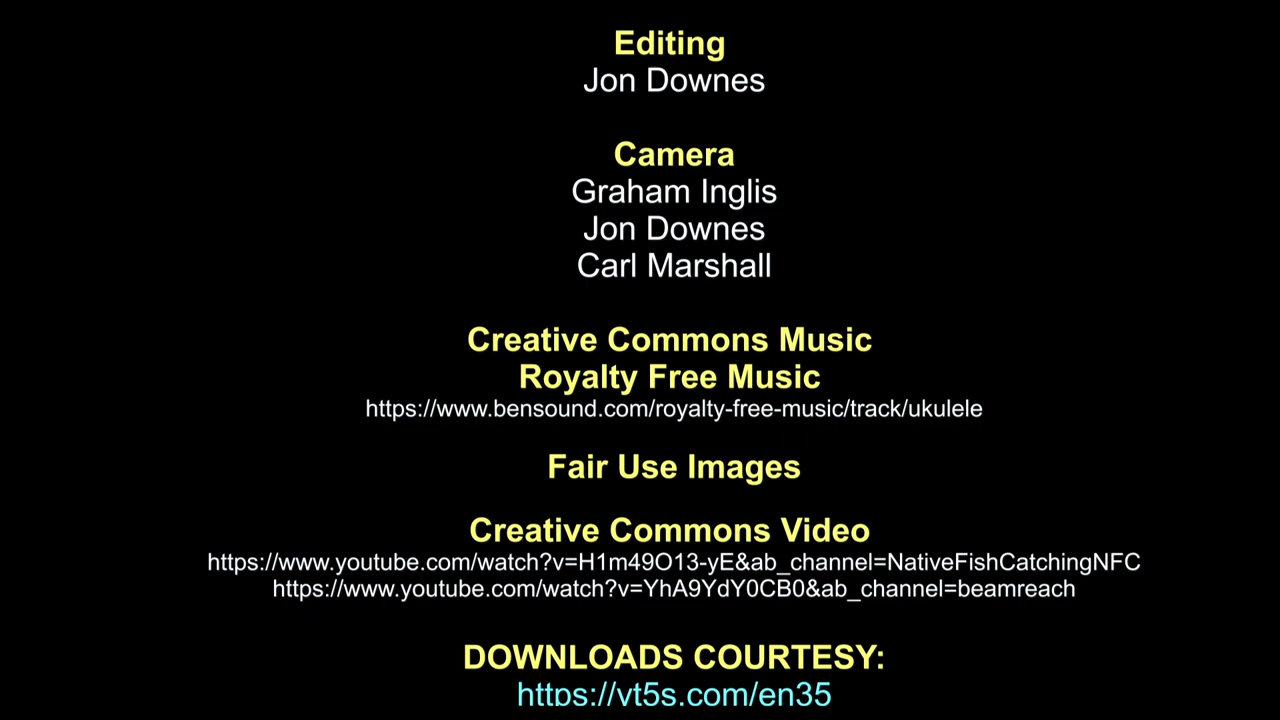 Editing
Jon Downes
Camera
Graham Inglis
Jon Downes
Carl Marshall
Creative Commons Music
Royalty Free Music
https://www.bensound.com/royalty-free-music/track/ukulele
Fair Use Images
Creative Commons Video
https://www.youtube.com/watch?v=H1m49O13-yE&ab_channel=NativeFishCatchingNFC
https://www.youtube.com/watch?v=YhA9YdY0CB0&ab_channel=beamreach
DOWNLOADS COURTESY:
https://yt5s.com/en35